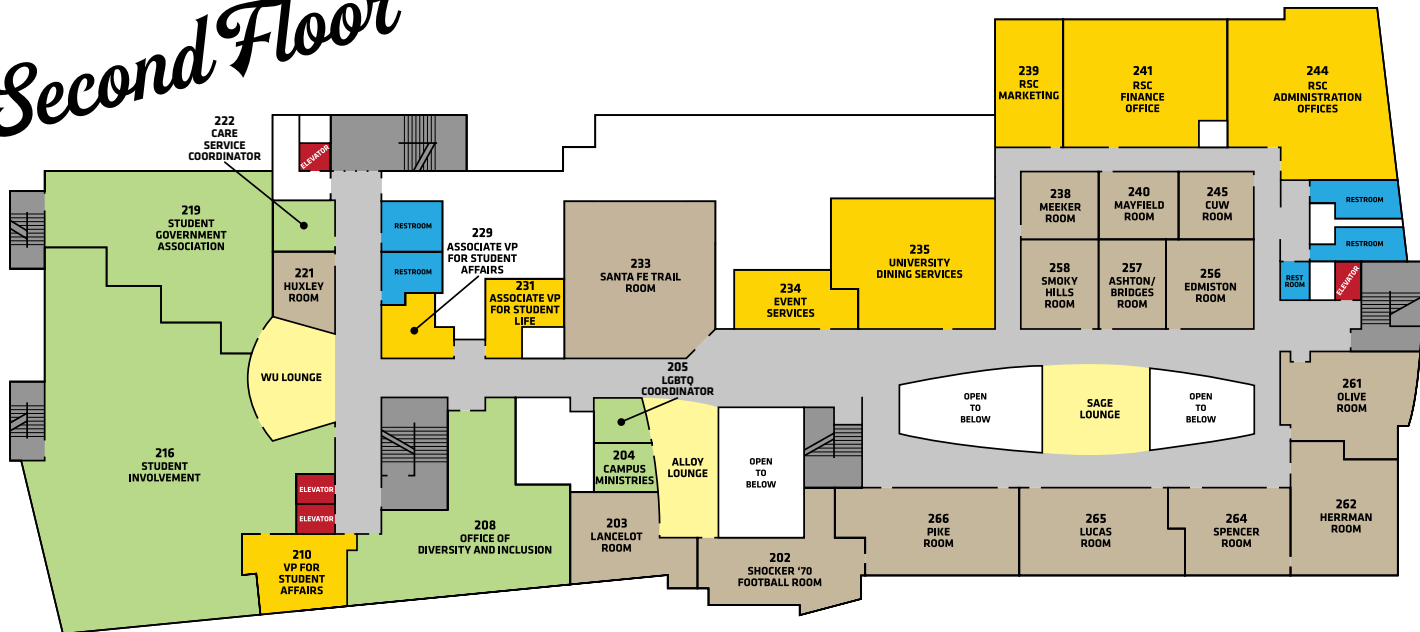 Second Floor
222
CARE
SERVICE
COORDINATOR
ELEVATOR
219
STUDENT
GOVERNMENT
ASSOCIATION
221
HUXLEY
ROOM
RESTROOM
RESTROOM
229
ASSOCIATE VP
FOR STUDENT
AFFAIRS
231
ASSOCIATE VP
FOR STUDENT
LIFE
233
SANTA FE TRAIL
ROOM
234
EVENT
SERVICES
235
UNIVERSITY
DINING SERVICES
239
RSC
MARKETING
241
RSC
FINANCE
OFFICE
244
RSC
ADMINISTRATION
OFFICES
238
MEEKER
ROOM
240
MAYFIELD
ROOM
245
CUW
ROOM
258
SMOKY
HILLS
ROOM
257
ASHTON/
BRIDGES
ROOM
256
EDMISTON
ROOM
RESTROOM
RESTROOM
REST
ROOM
ELEVATOR
WU LOUNGE
216
STUDENT
INVOLVEMENT
ELEVATOR
ELEVATOR
210
VP FOR
STUDENT
AFFAIRS
208
OFFICE OF
DIVERSITY AND INCLUSION
205
LGBTQ
COORDINATOR
204
CAMPUS
MINISTRIES
203
LANCELOT
ROOM
ALLOY
LOUNGE
OPEN
TO
BELOW
202
SHOCKER '70
FOOTBALL ROOM
OPEN
TO
BELOW
SAGE
LOUNGE
OPEN
TO
BELOW
261
OLIVE
ROOM
262
HERRMAN
ROOM
266
PIKE
ROOM
265
LUCAS
ROOM
264
SPENCER
ROOM